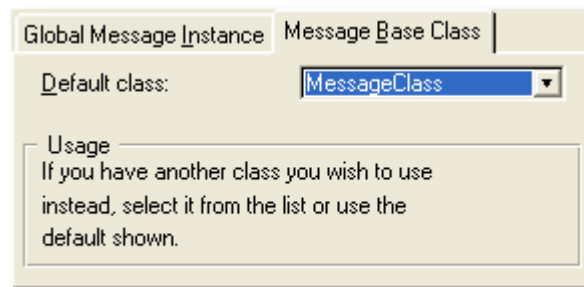 Global Message Instance Message Base Class
Default class: MessageClass
Usage
If you have another class you wish to use
instead, select it from the list or use the
default shown.